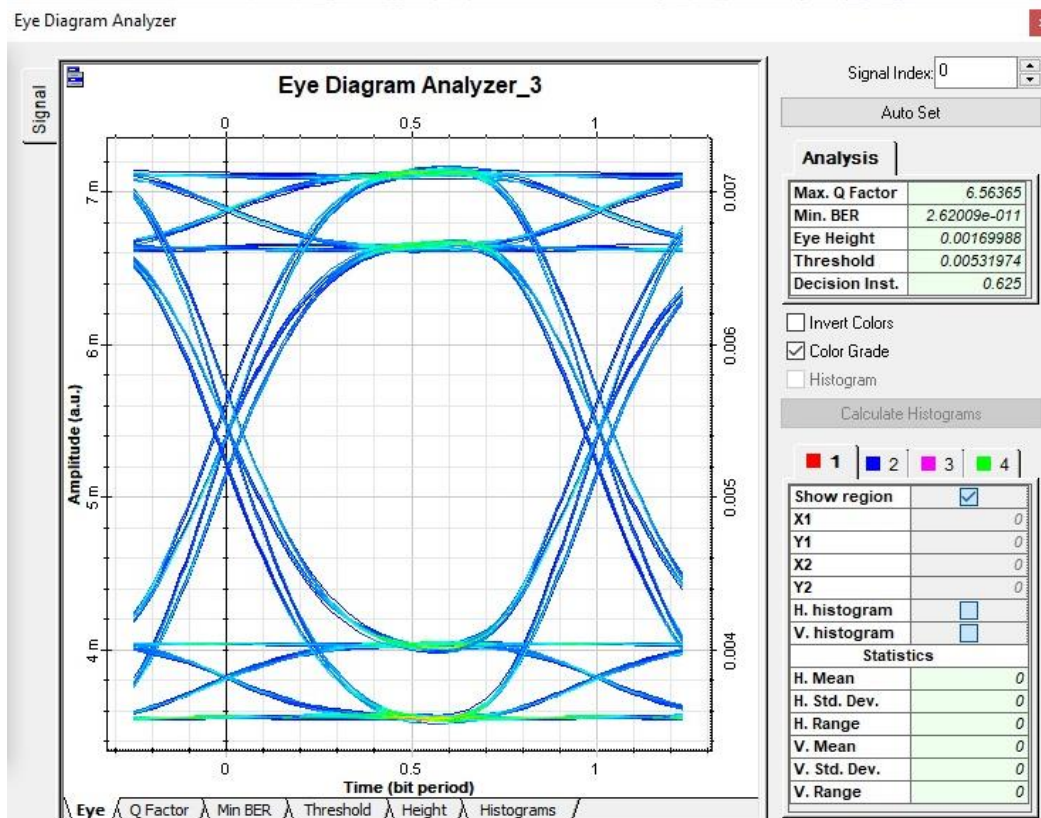 Eye Diagram Analyzer
Signal
Eye Diagram Analyzer_3
0 0.5 1
7 m
6 m
5 m
4 m
Amplitude (a.u.)
0.007
0.006
0.005
0.004
0 0.5 1
Time (bit period)
Eye Q Factor Min BER Threshold Height Histograms
Signal Index: 0
Auto Set
Analysis
Max. Q Factor 6.56365
Min. BER 2.62009e-011
Eye Height 0.00169988
Threshold 0.00531974
Decision Inst. 0.625
Invert Colors
Color Grade
Histogram
Calculate Histograms
1 2 3 4
Show region
X1 0
Y1 0
X2 0
Y2 0
H. histogram
V. histogram
Statistics
H. Mean 0
H. Std. Dev. 0
H. Range 0
V. Mean 0
V. Std. Dev. 0
V. Range 0